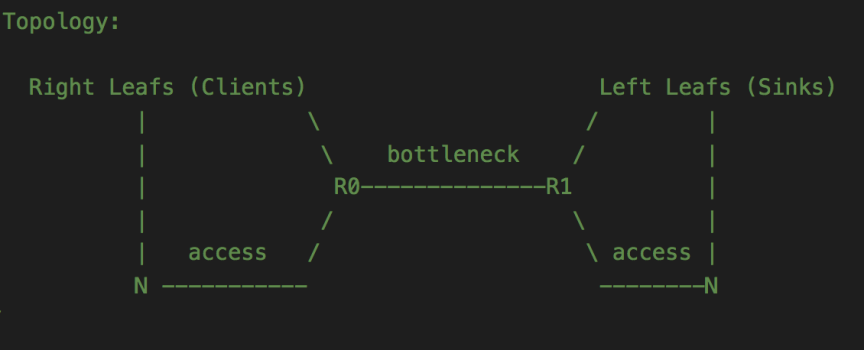 Topology:
Right Leafs (Clients) Left Leafs (Sinks)
bottleneck
R0--------------R1
access access
N ----------- --------N